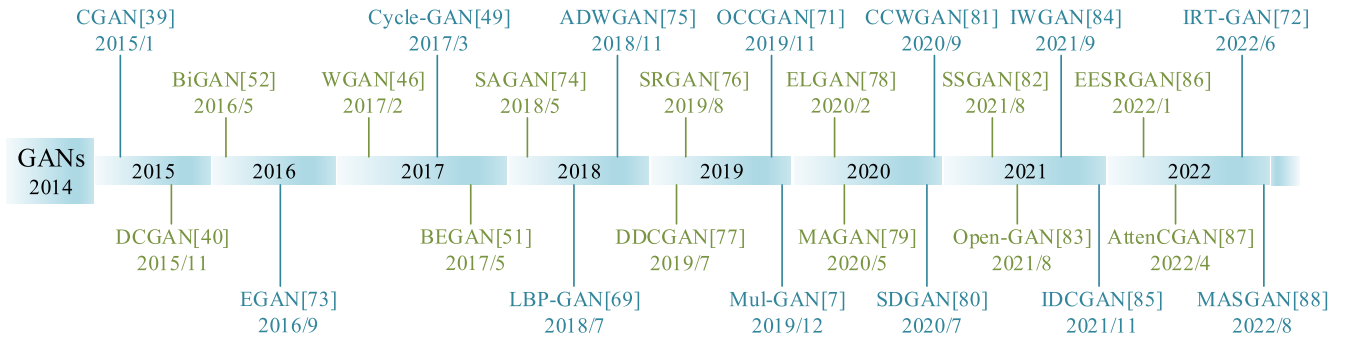 CGAN[39]
2015/1
Cycle-GAN[49]
2017/3
ADWGAN[75]
2018/11
OCCGAN[71]
2019/11
CCWGAN[81]
2020/9
IWGAN[84]
2021/9
IRT-GAN[72]
2022/6
BiGAN[52]
2016/5
WGAN[46]
2017/2
SAGAN[74]
2018/5
SRGAN[76]
2019/8
ELGAN[78]
2020/2
SSGAN[82]
2021/8
EESRGAN[86]
2022/1
GANs
2014
2015
2016
2017
2018
2019
2020
2021
2022
DCGAN[40]
2015/11
BEGAN[51]
2017/5
DDCGAN[77]
2019/7
MAGAN[79]
2020/5
Open-GAN[83]
2021/8
AttenCGAN[87]
2022/4
EGAN[73]
2016/9
LBP-GAN[69]
2018/7
Mul-GAN[7]
2019/12
SDGAN[80]
2020/7
IDCGAN[85]
2021/11
MASGAN[88]
2022/8